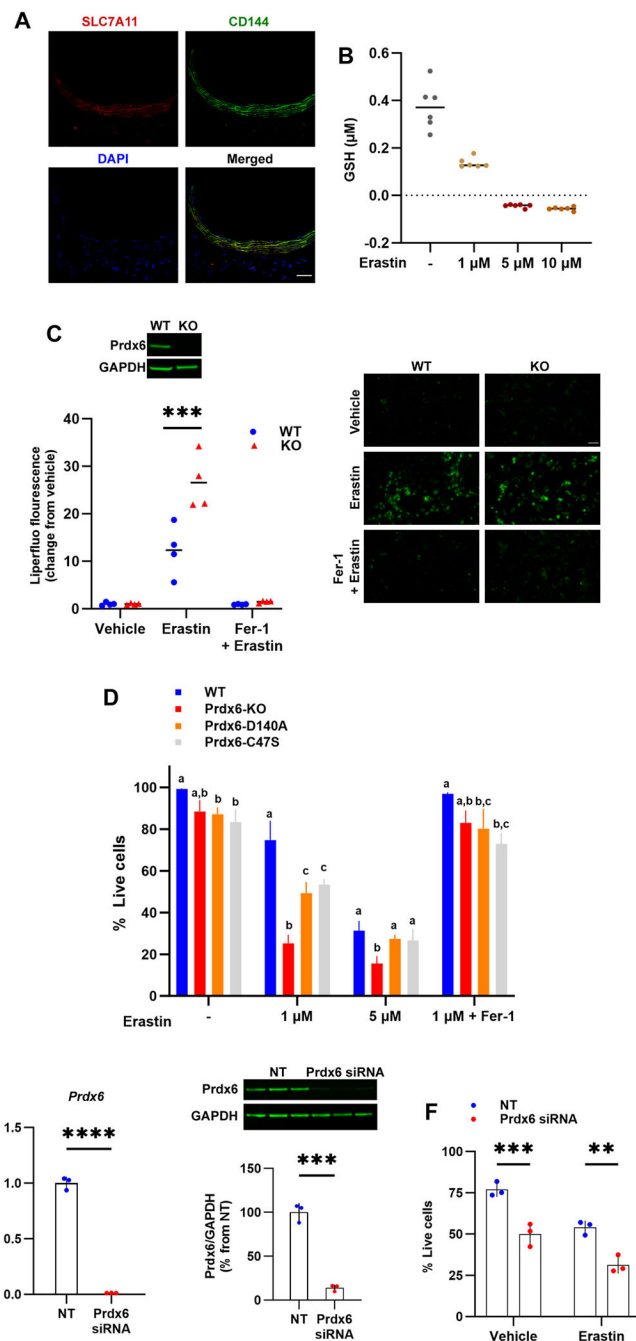 A
SLC7A11
CD144
DAPI
Merged
B
GSH (µM)
0.6
0.4
0.2
0.0
-0.2
Erastin
-
1 µM
5 µM
10 µM
C
WT KO
Prdx6
GAPDH
***
WT
KO
Liperfluo flourescence
(change from vehicle)
40
30
20
10
0
Vehicle
Erastin
Fer-1
+ Erastin
WT
KO
Vehicle
Erastin
Fer-1
+ Erastin
D
WT
Prdx6-KO
Prdx6-D140A
Prdx6-C47S
% Live cells
100
80
60
40
20
0
a a,b b b
a b c c
a b a a
a a,b b,c b,c
Erastin
-
1 µM
5 µM
1 µM + Fer-1
Prdx6
1.5
1.0
0.5
0.0
****
NT
Prdx6
siRNA
NT
Prdx6 siRNA
Prdx6
GAPDH
***
Prdx6/GAPDH
(% from NT)
150
100
50
0
NT
Prdx6
siRNA
F
NT
Prdx6 siRNA
***
**
% Live cells
100
75
50
25
0
Vehicle
Erastin